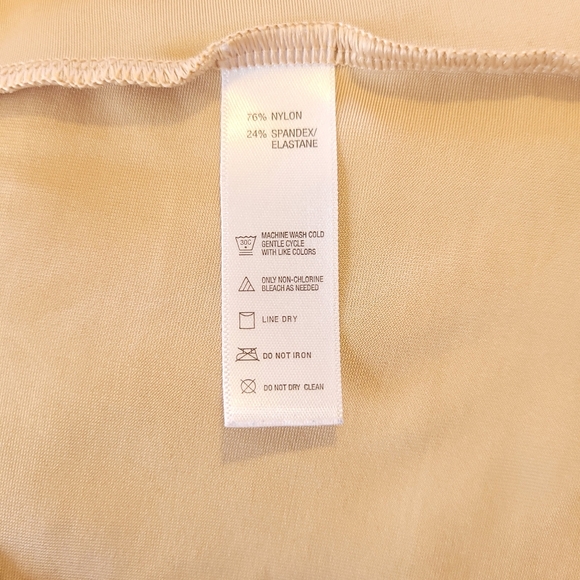 76% NYLON
24% SPANDEX/
ELASTANE
30C
MACHINE WASH COLD
GENTLE CYCLE
WITH LIKE COLORS
ONLY NON-CHLORINE
BLEACH AS NEEDED
LINE DRY
DO NOT IRON
DO NOT DRY CLEAN